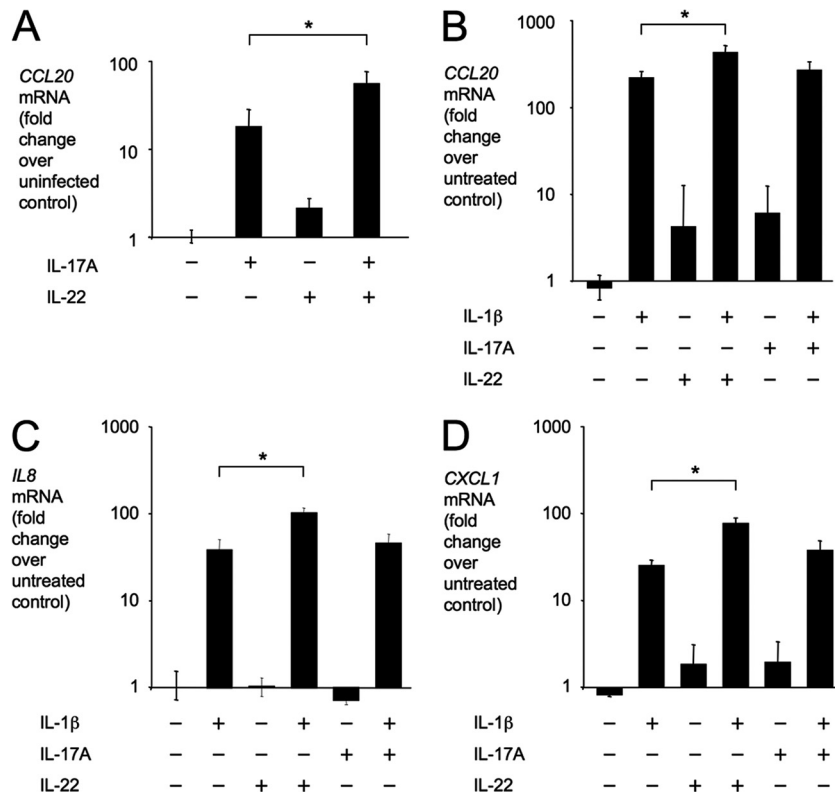 A
CCL20
mRNA
(fold
change
over
uninfected
control)
100
10
1
*
IL-17A − + − +
IL-22 − − + +
B
CCL20
mRNA
(fold
change
over
untreated
control)
1000
100
10
1
*
IL-1β − + − + − +
IL-17A − − − − + +
IL-22 − − + + − −
C
IL8
mRNA
(fold
change
over
untreated
control)
1000
100
10
1
*
IL-1β − + − + − +
IL-17A − − − − + +
IL-22 − − + + − −
D
CXCL1
mRNA
(fold
change
over
untreated
control)
1000
100
10
1
*
IL-1β − + − + − +
IL-17A − − − − + +
IL-22 − − + + − −